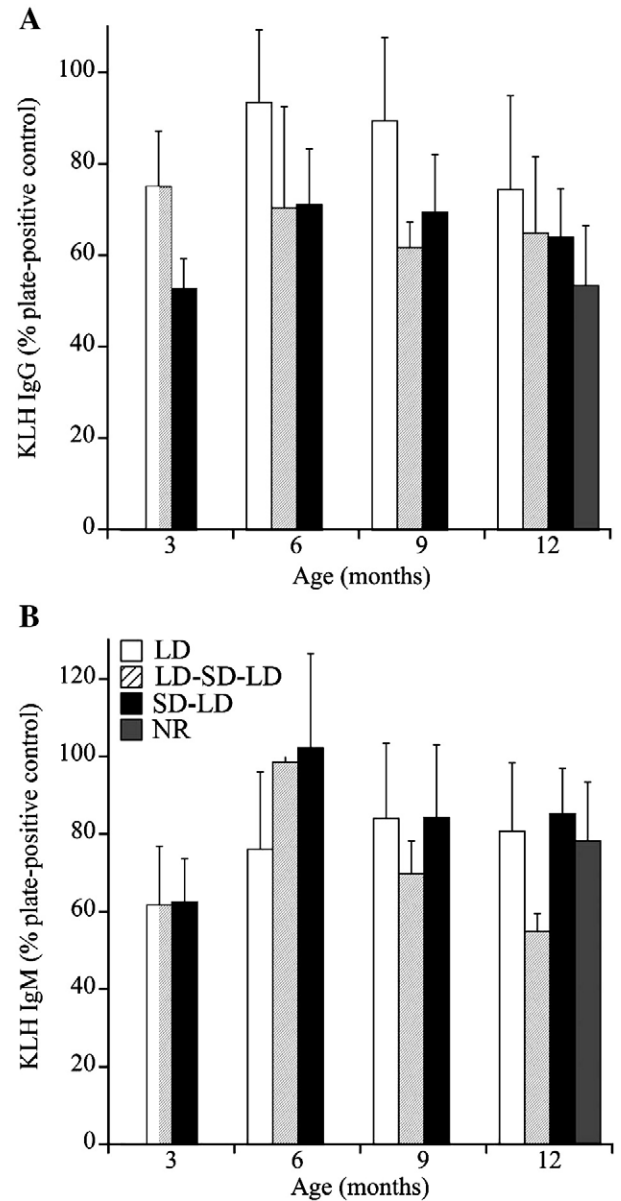 A
KLH IgG (% plate-positive control)
100
80
60
40
20
0
3 6 9 12
Age (months)
B
LD
LD-SD-LD
SD-LD
NR
KLH IgM (% plate-positive control)
120
100
80
60
40
20
0
3 6 9 12
Age (months)